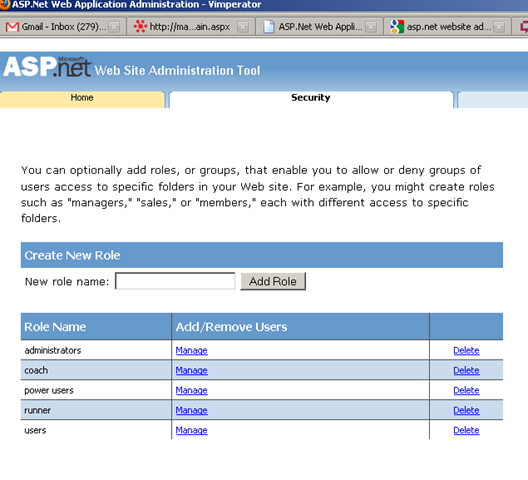 ASP.Net Web Application Administration - Vimperator
Gmail - Inbox (279)... http://ma...ain.aspx ASP.Net Web Appli... asp.net website ad...
Microsoft
ASP.net Web Site Administration Tool
Home Security
You can optionally add roles, or groups, that enable you to allow or deny groups of
users access to specific folders in your Web site. For example, you might create roles
such as "managers," "sales," or "members," each with different access to specific
folders.
Create New Role
New role name: Add Role
Role Name Add/Remove Users
administrators Manage Delete
coach Manage Delete
power users Manage Delete
runner Manage Delete
users Manage Delete